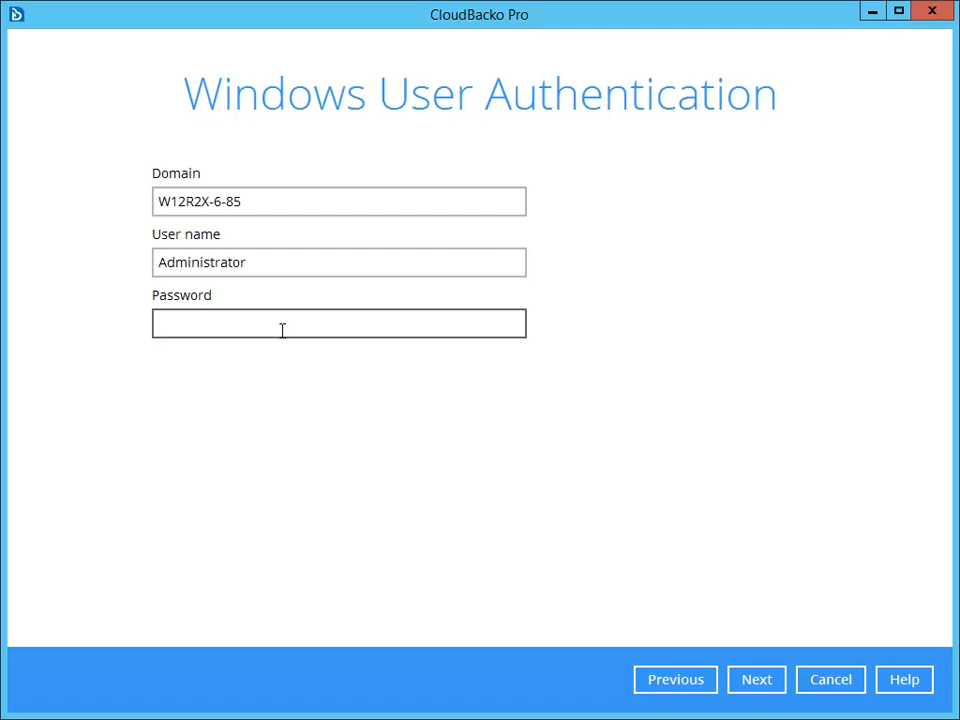 CloudBacko Pro
Windows User Authentication
Domain
W12R2X-6-85
User name
Administrator
Password
Previous Next Cancel Help